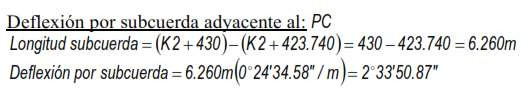 Deflexión por subcuerda adyacente al: PC
Longitud subcuerda = (K2 + 430) – (K2 + 423.740) = 430 – 423.740 = 6.260m
Deflexión por subcuerda = 6.260m(0°24'34.58" / m) = 2°33'50.87"